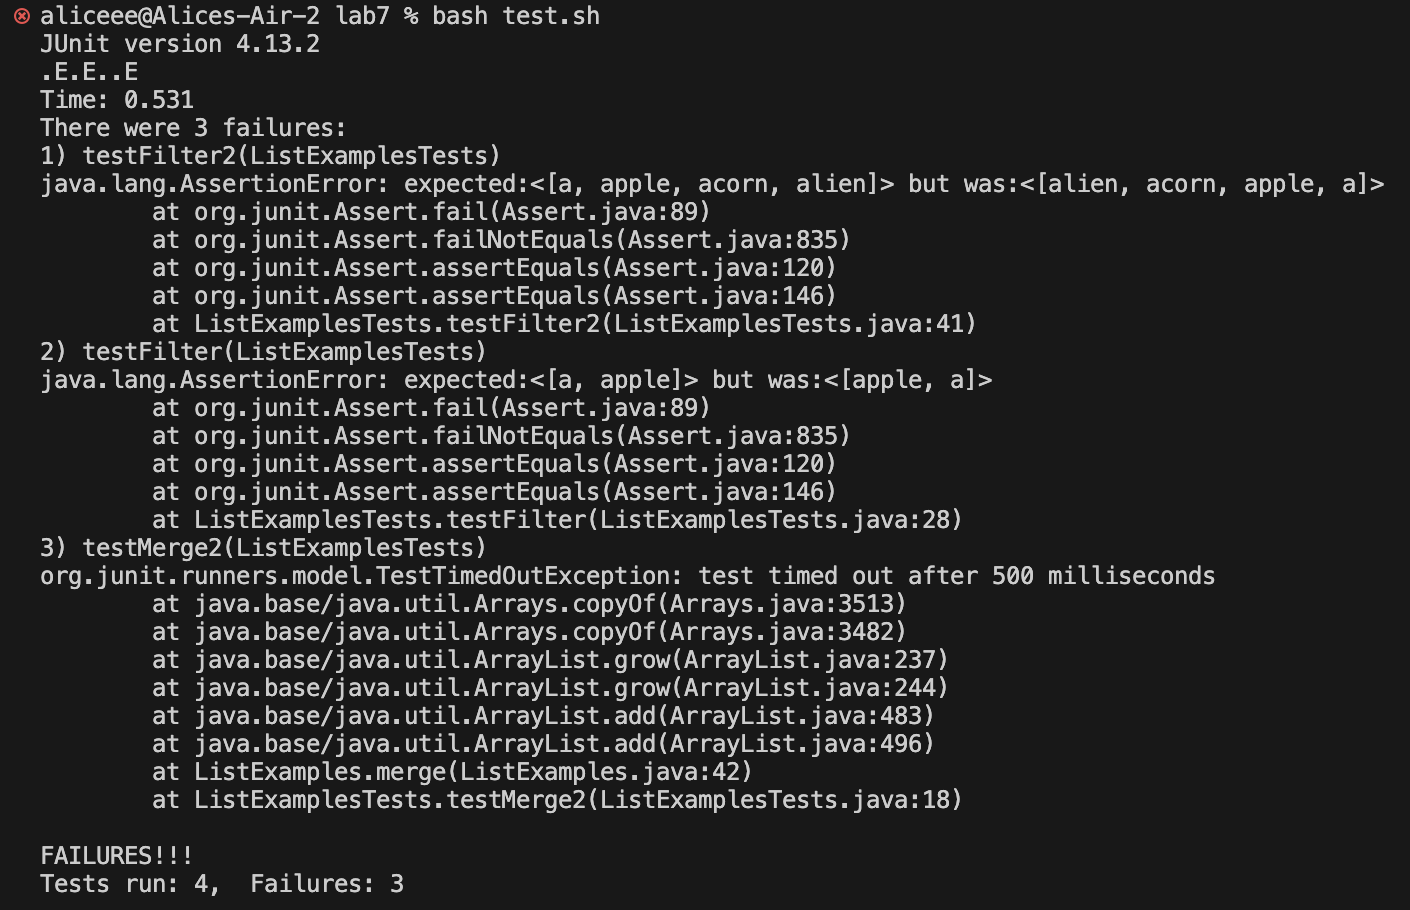 aliceee@Alices-Air-2 lab7 % bash test.sh
JUnit version 4.13.2
.E.E..E
Time: 0.531
There were 3 failures:
1) testFilter2(ListExamplesTests)
java.lang.AssertionError: expected:<[a, apple, acorn, alien]> but was:<[alien, acorn, apple, a]>
        at org.junit.Assert.fail(Assert.java:89)
        at org.junit.Assert.failNotEquals(Assert.java:835)
        at org.junit.Assert.assertEquals(Assert.java:120)
        at org.junit.Assert.assertEquals(Assert.java:146)
        at ListExamplesTests.testFilter2(ListExamplesTests.java:41)
2) testFilter(ListExamplesTests)
java.lang.AssertionError: expected:<[a, apple]> but was:<[apple, a]>
        at org.junit.Assert.fail(Assert.java:89)
        at org.junit.Assert.failNotEquals(Assert.java:835)
        at org.junit.Assert.assertEquals(Assert.java:120)
        at org.junit.Assert.assertEquals(Assert.java:146)
        at ListExamplesTests.testFilter(ListExamplesTests.java:28)
3) testMerge2(ListExamplesTests)
org.junit.runners.model.TestTimedOutException: test timed out after 500 milliseconds
        at java.base/java.util.Arrays.copyOf(Arrays.java:3513)
        at java.base/java.util.Arrays.copyOf(Arrays.java:3482)
        at java.base/java.util.ArrayList.grow(ArrayList.java:237)
        at java.base/java.util.ArrayList.grow(ArrayList.java:244)
        at java.base/java.util.ArrayList.add(ArrayList.java:483)
        at java.base/java.util.ArrayList.add(ArrayList.java:496)
        at ListExamples.merge(ListExamples.java:42)
        at ListExamplesTests.testMerge2(ListExamplesTests.java:18)

FAILURES!!!
Tests run: 4,  Failures: 3